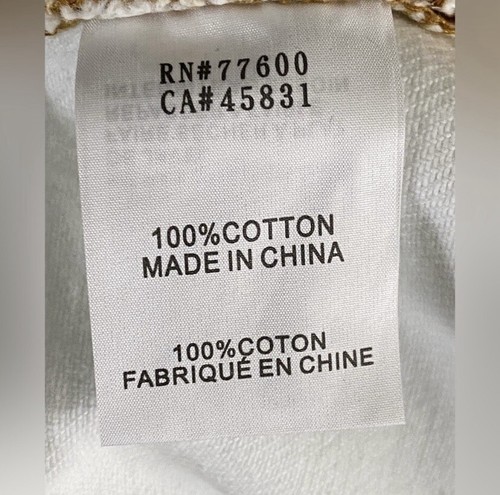 RN#77600
CA#45831
100%COTTON
MADE IN CHINA
100%COTON
FABRIQUÉ EN CHINE